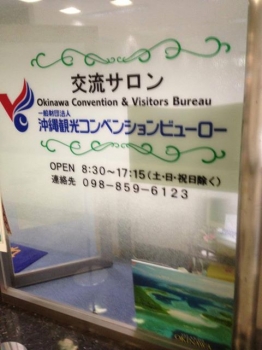 交流サロン
Okinawa Convention & Visitors Bureau
一般財団法人
沖縄観光コンベンションビューロー
OPEN 8:30〜17:15(土・日・祝日除く)
連絡先 098-859-6123
OKINAWA